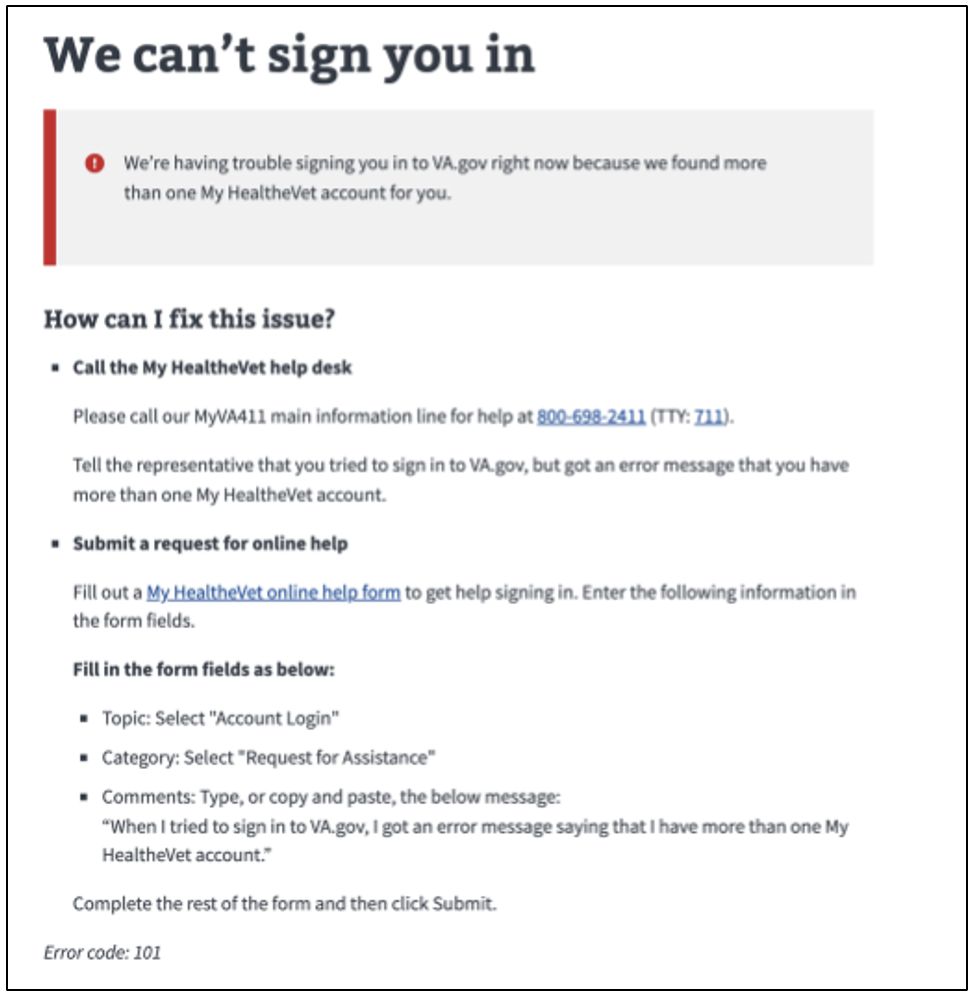 We can’t sign you in
We’re having trouble signing you in to VA.gov right now because we found more
than one My HealtheVet account for you.
How can I fix this issue?
▪ Call the My HealtheVet help desk
Please call our MyVA411 main information line for help at 800-698-2411 (TTY: 711).
Tell the representative that you tried to sign in to VA.gov, but got an error message that you have
more than one My HealtheVet account.
▪ Submit a request for online help
Fill out a My HealtheVet online help form to get help signing in. Enter the following information in
the form fields.
Fill in the form fields as below:
▪ Topic: Select "Account Login"
▪ Category: Select "Request for Assistance"
▪ Comments: Type, or copy and paste, the below message:
“When I tried to sign in to VA.gov, I got an error message saying that I have more than one My
HealtheVet account.”
Complete the rest of the form and then click Submit.
Error code: 101